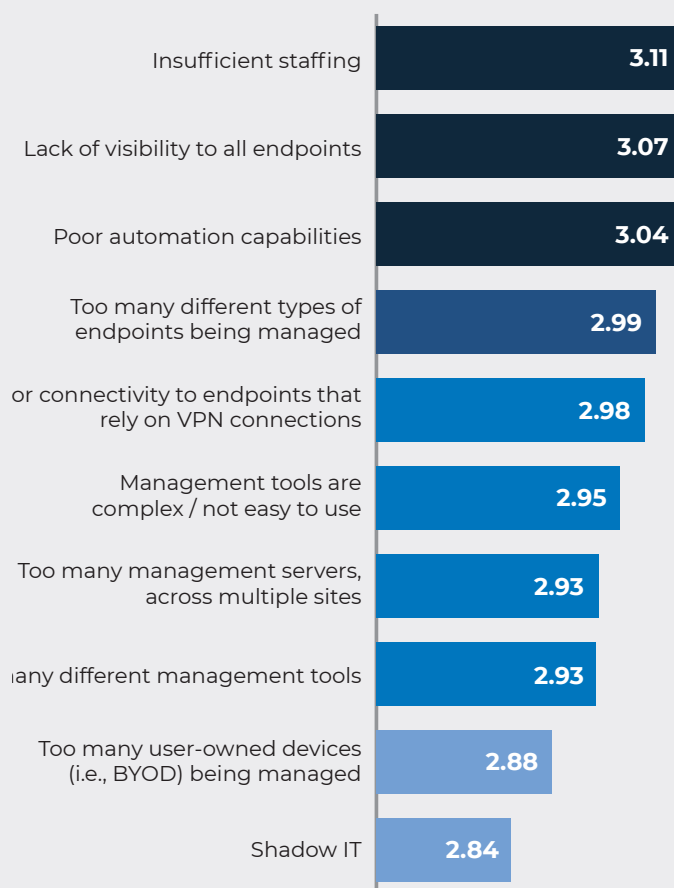 Insufficient staffing
3.11
Lack of visibility to all endpoints
3.07
Poor automation capabilities
3.04
Too many different types of
endpoints being managed
2.99
or connectivity to endpoints that
rely on VPN connections
2.98
Management tools are
complex / not easy to use
2.95
Too many management servers,
across multiple sites
2.93
different management tools
2.93
Too many user-owned devices
(i.e., BYOD) being managed
2.88
Shadow IT
2.84